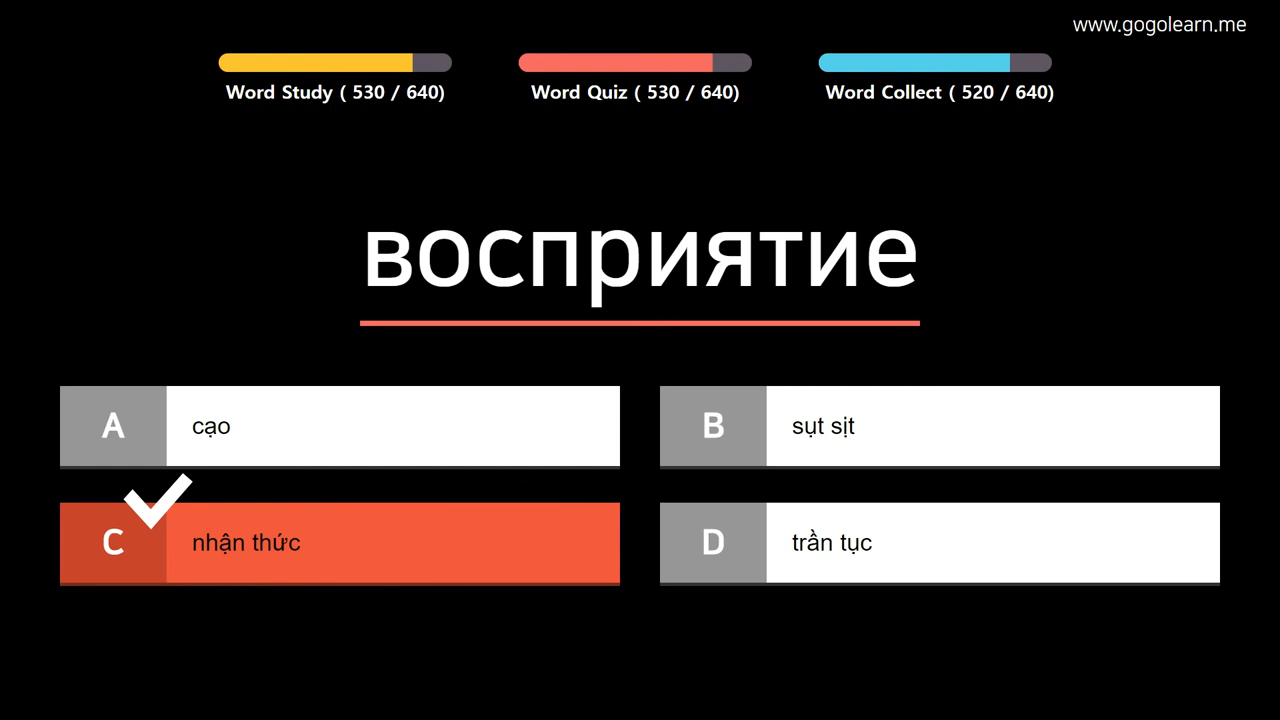 www.gogolearn.me
Word Study ( 530 / 640)
Word Quiz ( 530 / 640)
Word Collect ( 520 / 640)
восприятие
A
cạo
B
sụt sịt
C
nhận thức
D
trần tục